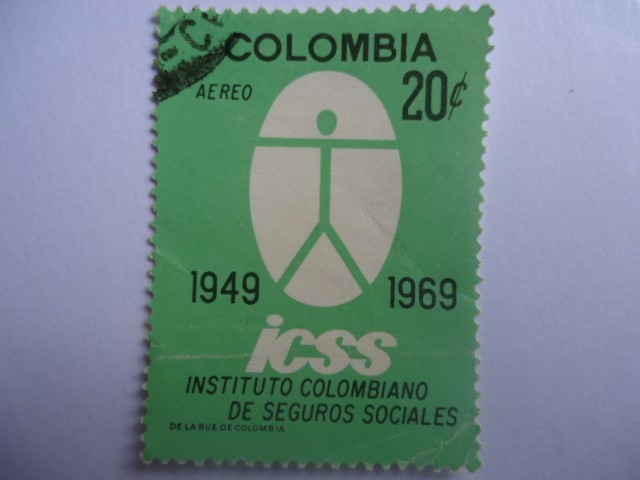 COLOMBIA
AEREO 20¢
1949 1969
icss
INSTITUTO COLOMBIANO
DE SEGUROS SOCIALES
DE LA RUE DE COLOMBIA